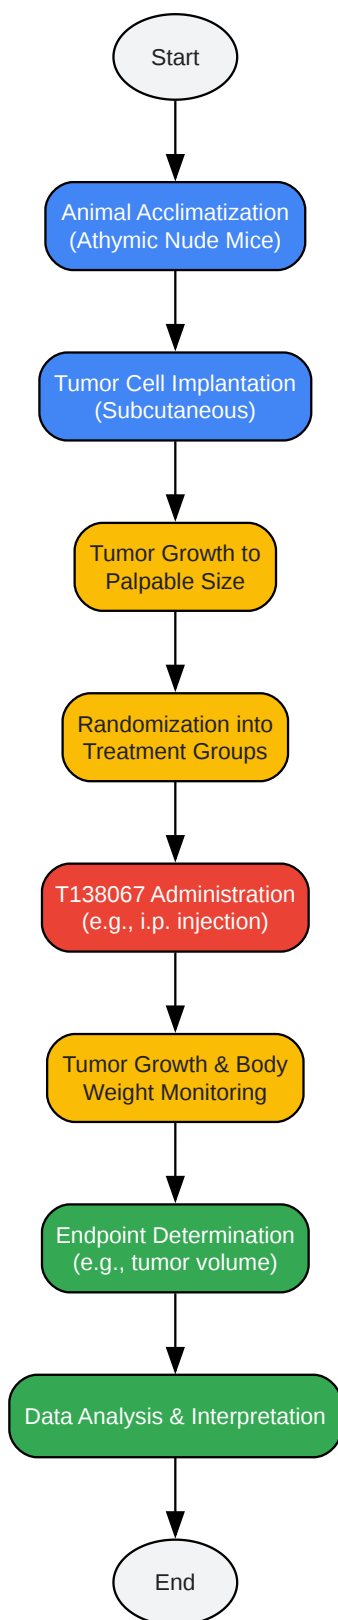 Start
Animal Acclimatization
(Athymic Nude Mice)
Tumor Cell Implantation
(Subcutaneous)
Tumor Growth to
Palpable Size
Randomization into
Treatment Groups
T138067 Administration
(e.g., i.p. injection)
Tumor Growth & Body
Weight Monitoring
Endpoint Determination
(e.g., tumor volume)
Data Analysis & Interpretation
End